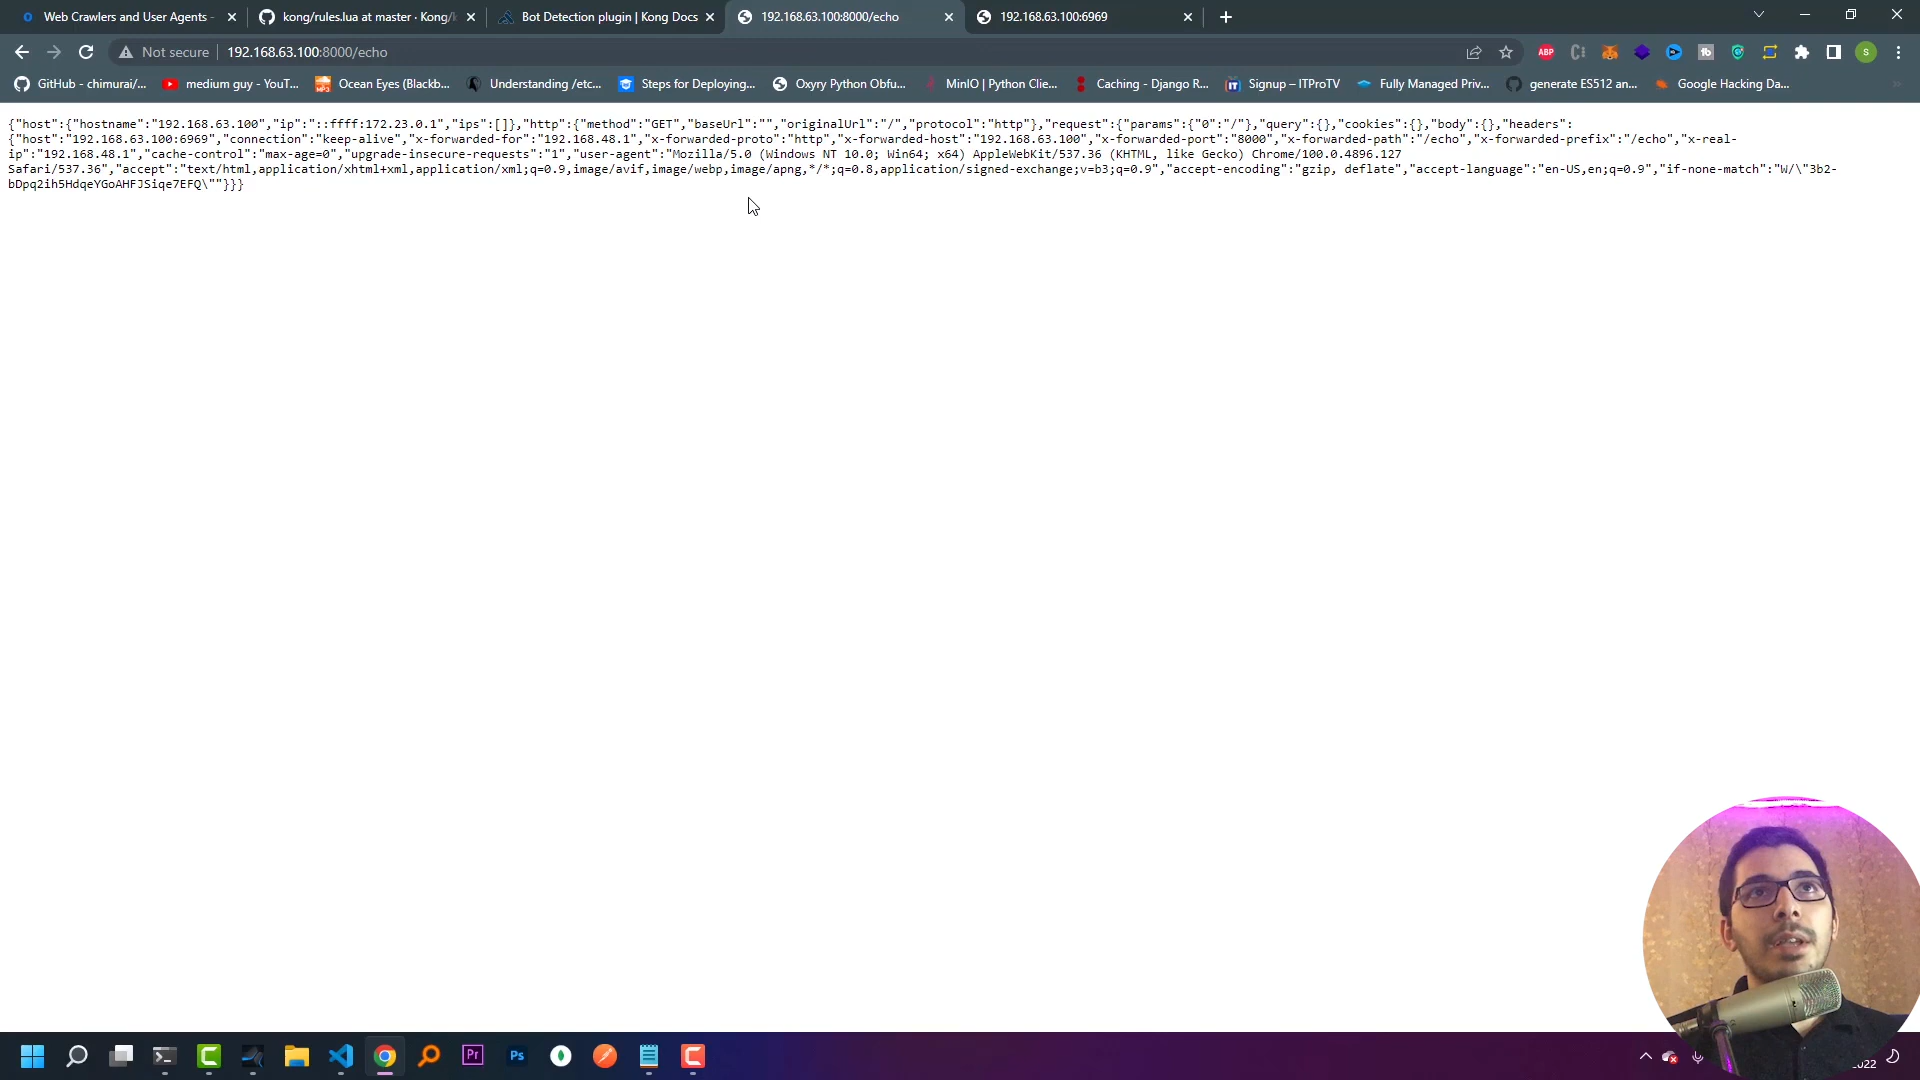 Web Crawlers and User Agents -
kong/rules.lua at master · Kong/k
Bot Detection plugin | Kong Docs
192.168.63.100:8000/echo
192.168.63.100:6969
Not secure
192.168.63.100:8000/echo
ABP
S
GitHub - chimurai/...
medium guy - YouT...
Ocean Eyes (Blackb...
Understanding /etc...
Steps for Deploying,...
Oxyry Python Obfu...
MinIO | Python Clie...
Caching - Django R...
Signup – ITProTV
Fully Managed Priv...
generate ES512 an...
Google Hacking Da...
{"host":{"hostname":"192.168.63.100","ip":"::ffff:172.23.0.1","ips":[]},"http":{"method":"GET","baseUrl":"","originalUrl":"/","protocol":"http"},"request":{"params":{"0":"/"},"query":{},"cookies":{},"body":{},"headers":
{"host":"192.168.63.100:6969","connection":"keep-alive","x-forwarded-for":"192.168.48.1","x-forwarded-proto":"http","x-forwarded-host":"192.168.63.100","x-forwarded-port":"8000","x-forwarded-path":"/echo","x-forwarded-prefix":"/echo","x-real-
ip":"192.168.48.1","cache-control":"max-age=0","upgrade-insecure-requests":"1","user-agent":"Mozilla/5.0 (Windows NT 10.0; Win64; x64) AppleWebKit/537.36 (KHTML, like Gecko) Chrome/100.0.4896.127
Safari/537.36","accept":"text/html,application/xhtml+xml,application/xml;q=0.9,image/avif,image/webp,image/apng,*/*;q=0.8,application/signed-exchange;v=b3;q=0.9","accept-encoding":"gzip, deflate","accept-language":"en-US,en;q=0.9","if-none-match":"W/\"3b2-
bDpq2ih5HdqeYGoAHFJSiqe7EFQ\""}}}
Pr
Ps
2022